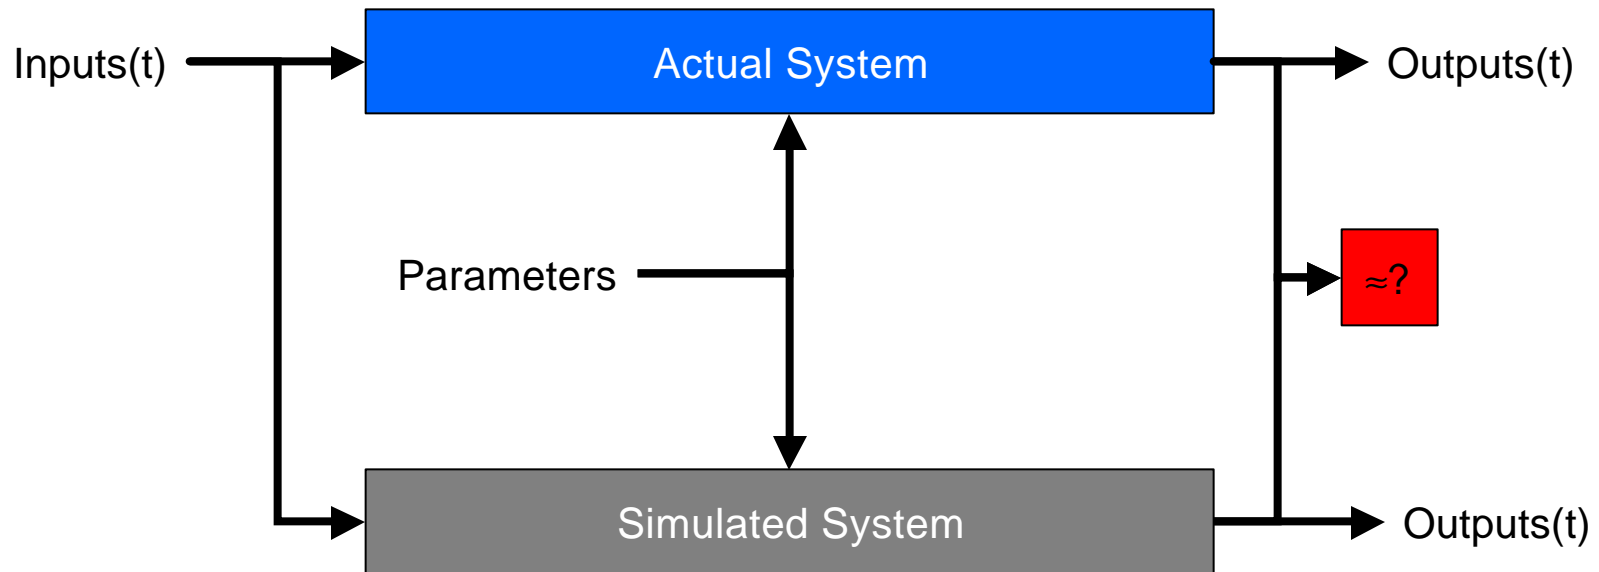 Inputs(t)
Actual System
Outputs(t)
Parameters
≈?
Simulated System
Outputs(t)